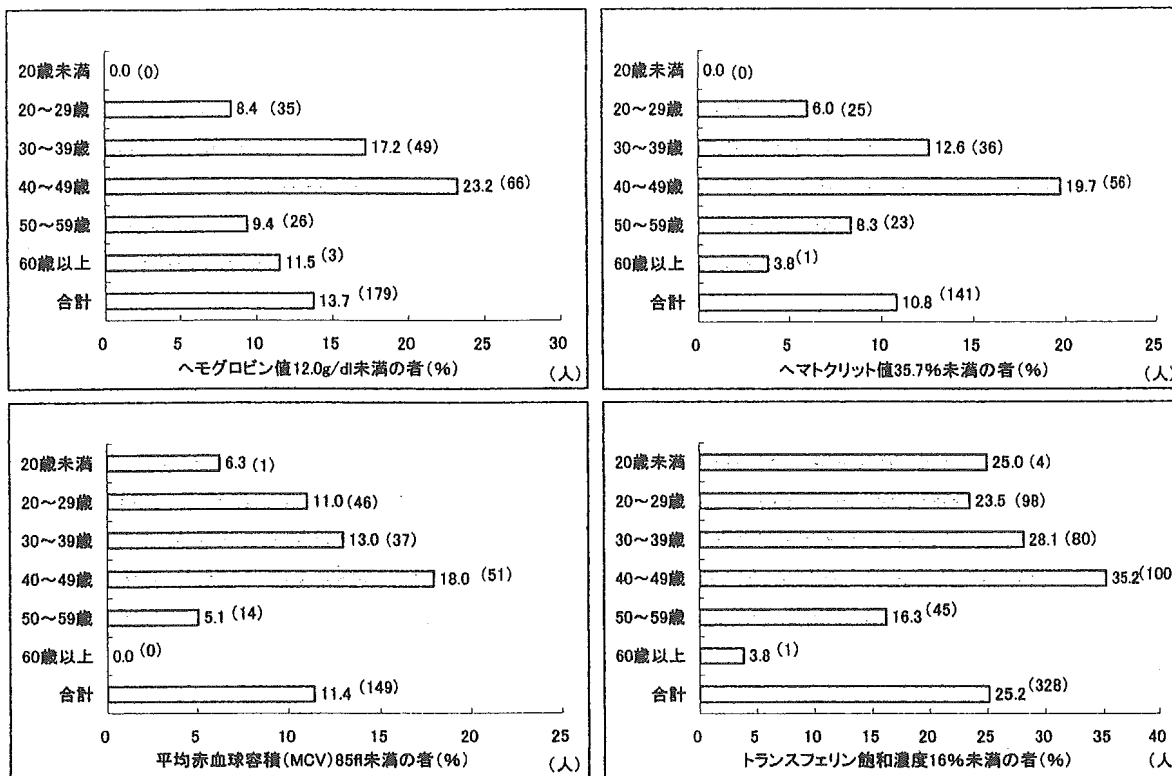 20歳未満 0.0 (0)
20～29歳 8.4 (35)
30～39歳 17.2 (49)
40～49歳 23.2 (66)
50～59歳 9.4 (26)
60歳以上 11.5 (3)
合計 13.7 (179)
0 5 10 15 20 25 30
ヘモグロビン値12.0g/dl未満の者(%) (人)
20歳未満 0.0 (0)
20～29歳 6.0 (25)
30～39歳 12.6 (36)
40～49歳 19.7 (56)
50～59歳 8.3 (23)
60歳以上 3.8 (1)
合計 10.8 (141)
0 5 10 15 20 25
ヘマトクリット値35.7%未満の者(%) (人)
20歳未満 6.3 (1)
20～29歳 11.0 (46)
30～39歳 13.0 (37)
40～49歳 18.0 (51)
50～59歳 5.1 (14)
60歳以上 0.0 (0)
合計 11.4 (149)
0 5 10 15 20 25
平均赤血球容積(MCV)85fl未満の者(%) (人)
20歳未満 25.0 (4)
20～29歳 23.5 (98)
30～39歳 28.1 (80)
40～49歳 35.2 (100
50～59歳 16.3 (45)
60歳以上 3.8 (1)
合計 25.2 (328)
0 5 10 15 20 25 30 35 40
トランスフェリン飽和濃度16%未満の者(%) (人